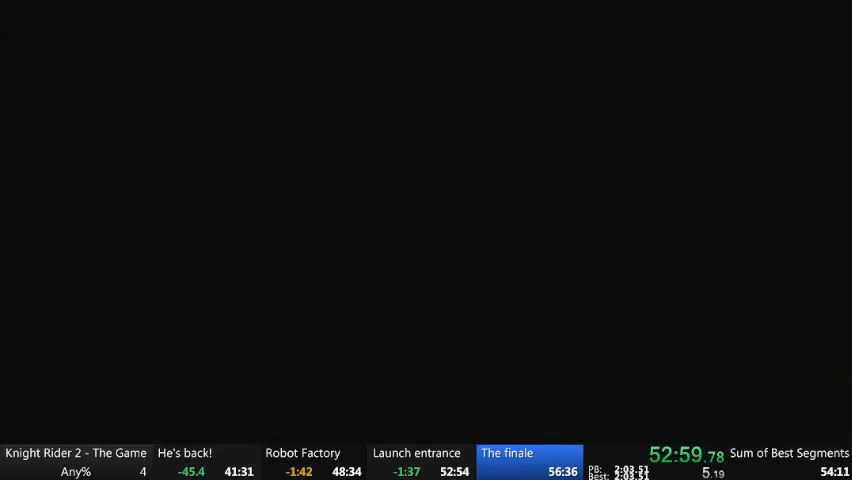 Knight Rider 2 - The Game
Any% 4
He's back!
-45.4 41:31
Robot Factory
-1:42 48:34
Launch entrance
-1:37 52:54
The finale
56:36
52:59.78
PB: 2:03.51
Best: 2:03.51
5.19
Sum of Best Segments
54:11